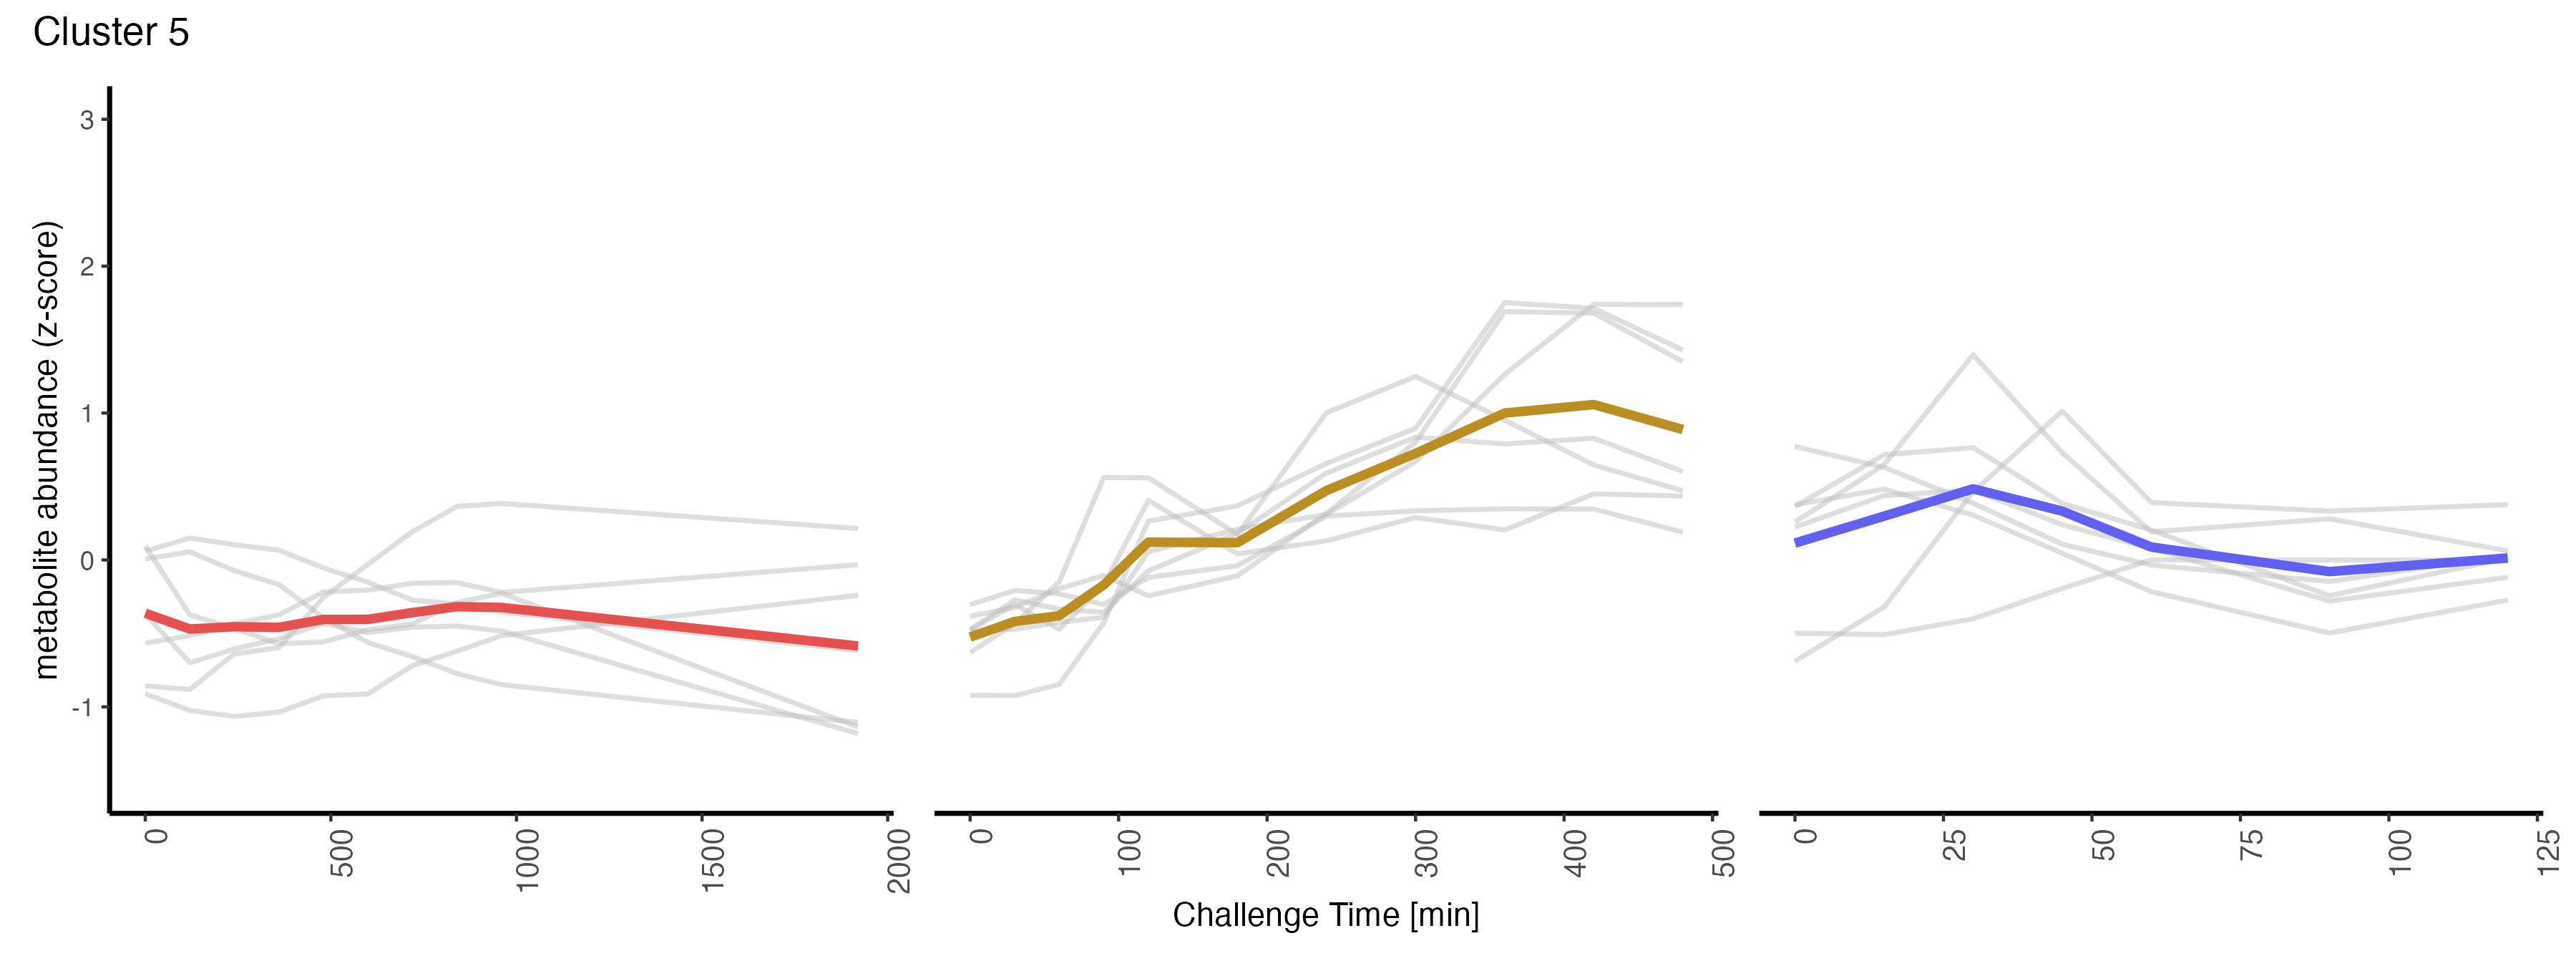 Cluster 5
metabolite abundance (z-score)
3
2
1
0
-1
0 500 1000 1500 2000
0 100 200 300 400 500
0 25 50 75 100 125
Challenge Time [min]